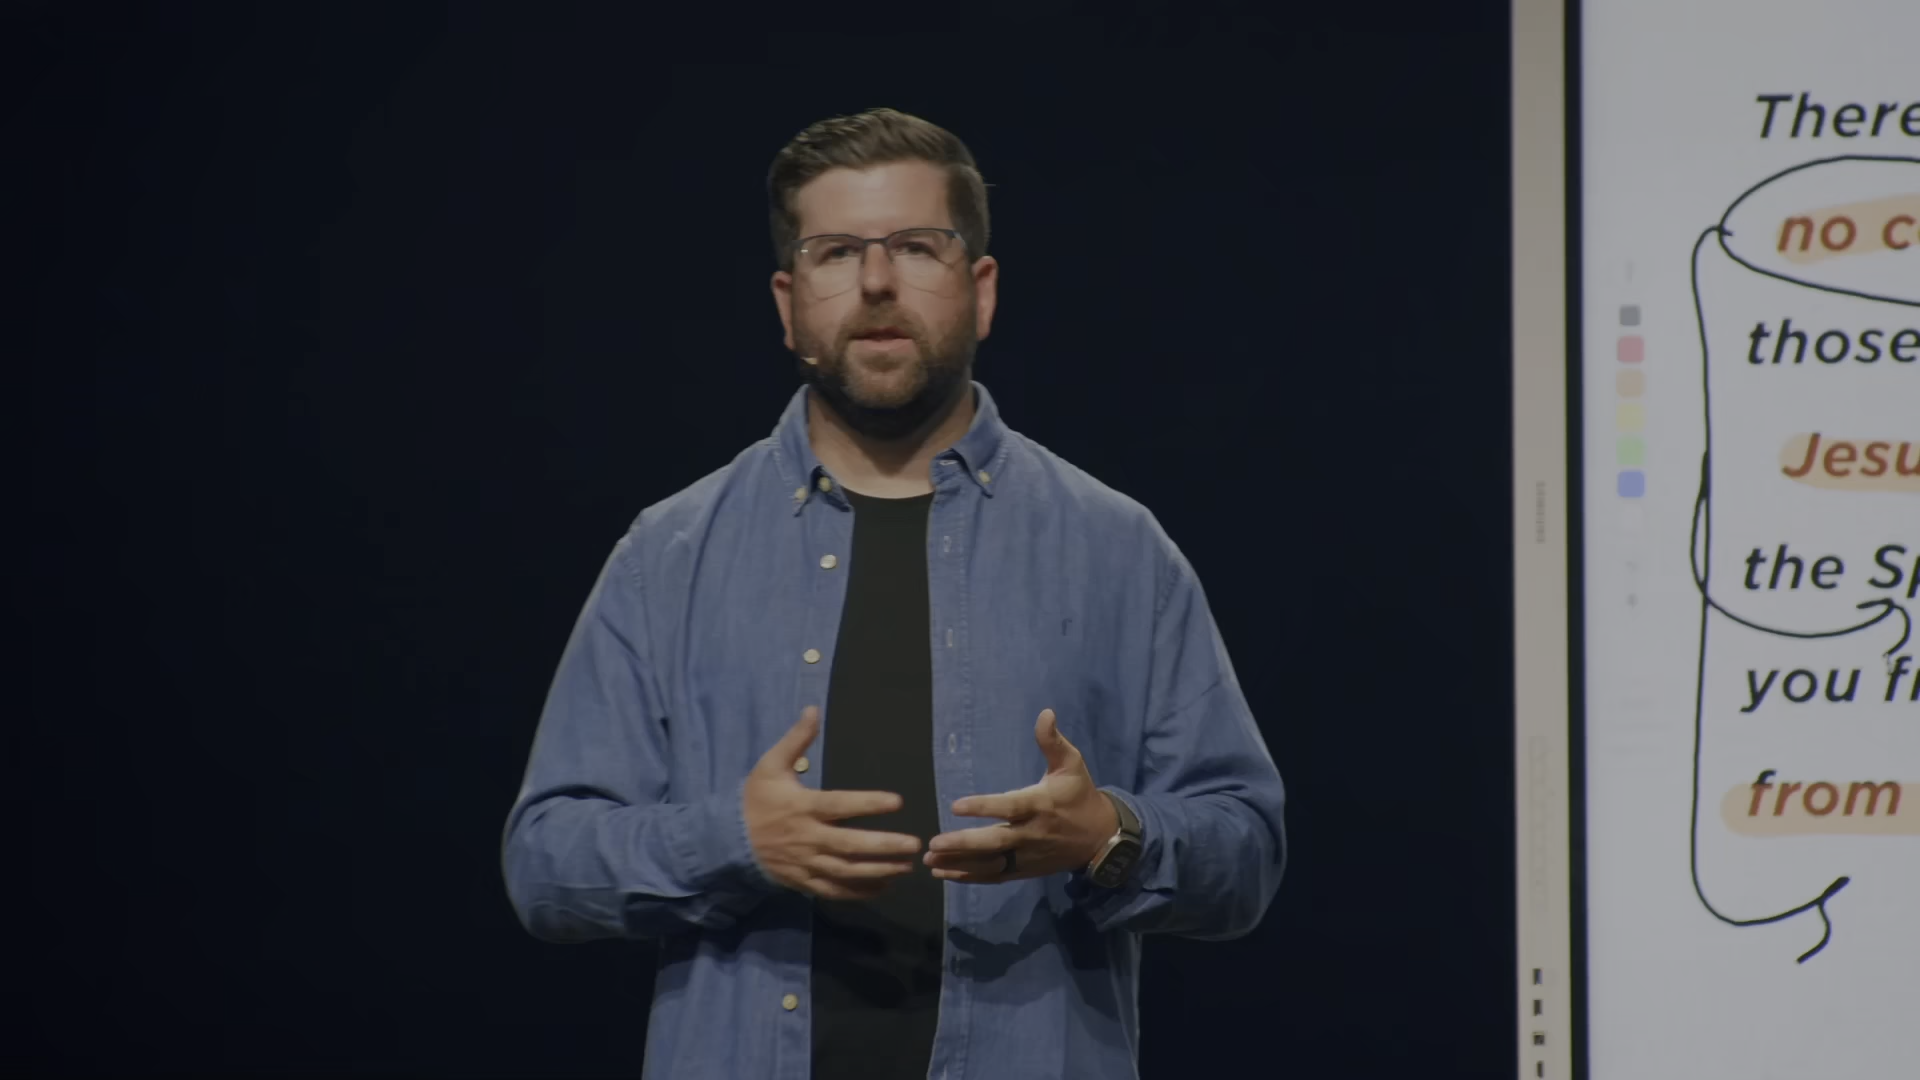 There
no c
those
Jesu
the Sp
you fr
from